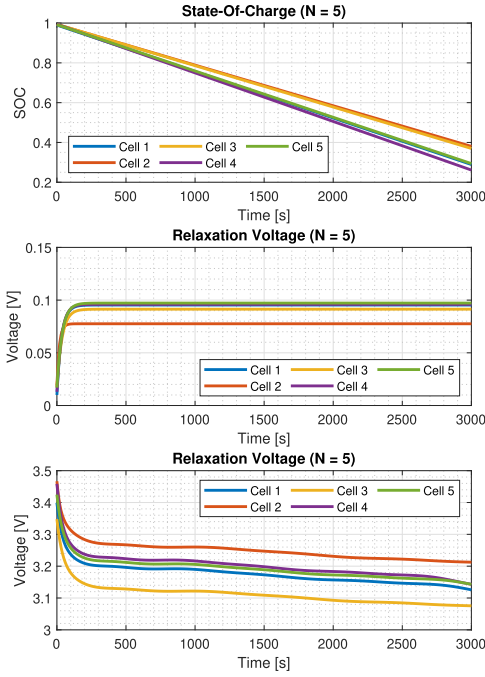 State-Of-Charge (N = 5)
1
0.8
0.6
0.4
0.2
SOC
Cell 1 Cell 3 Cell 5
Cell 2 Cell 4
0 500 1000 1500 2000 2500 3000
Time [s]
Relaxation Voltage (N = 5)
0.15
0.1
0.05
0
Voltage [V]
Cell 1 Cell 3 Cell 5
Cell 2 Cell 4
0 500 1000 1500 2000 2500 3000
Time [s]
Relaxation Voltage (N = 5)
3.5
3.4
3.3
3.2
3.1
3
Voltage [V]
Cell 1 Cell 3 Cell 5
Cell 2 Cell 4
0 500 1000 1500 2000 2500 3000
Time [s]